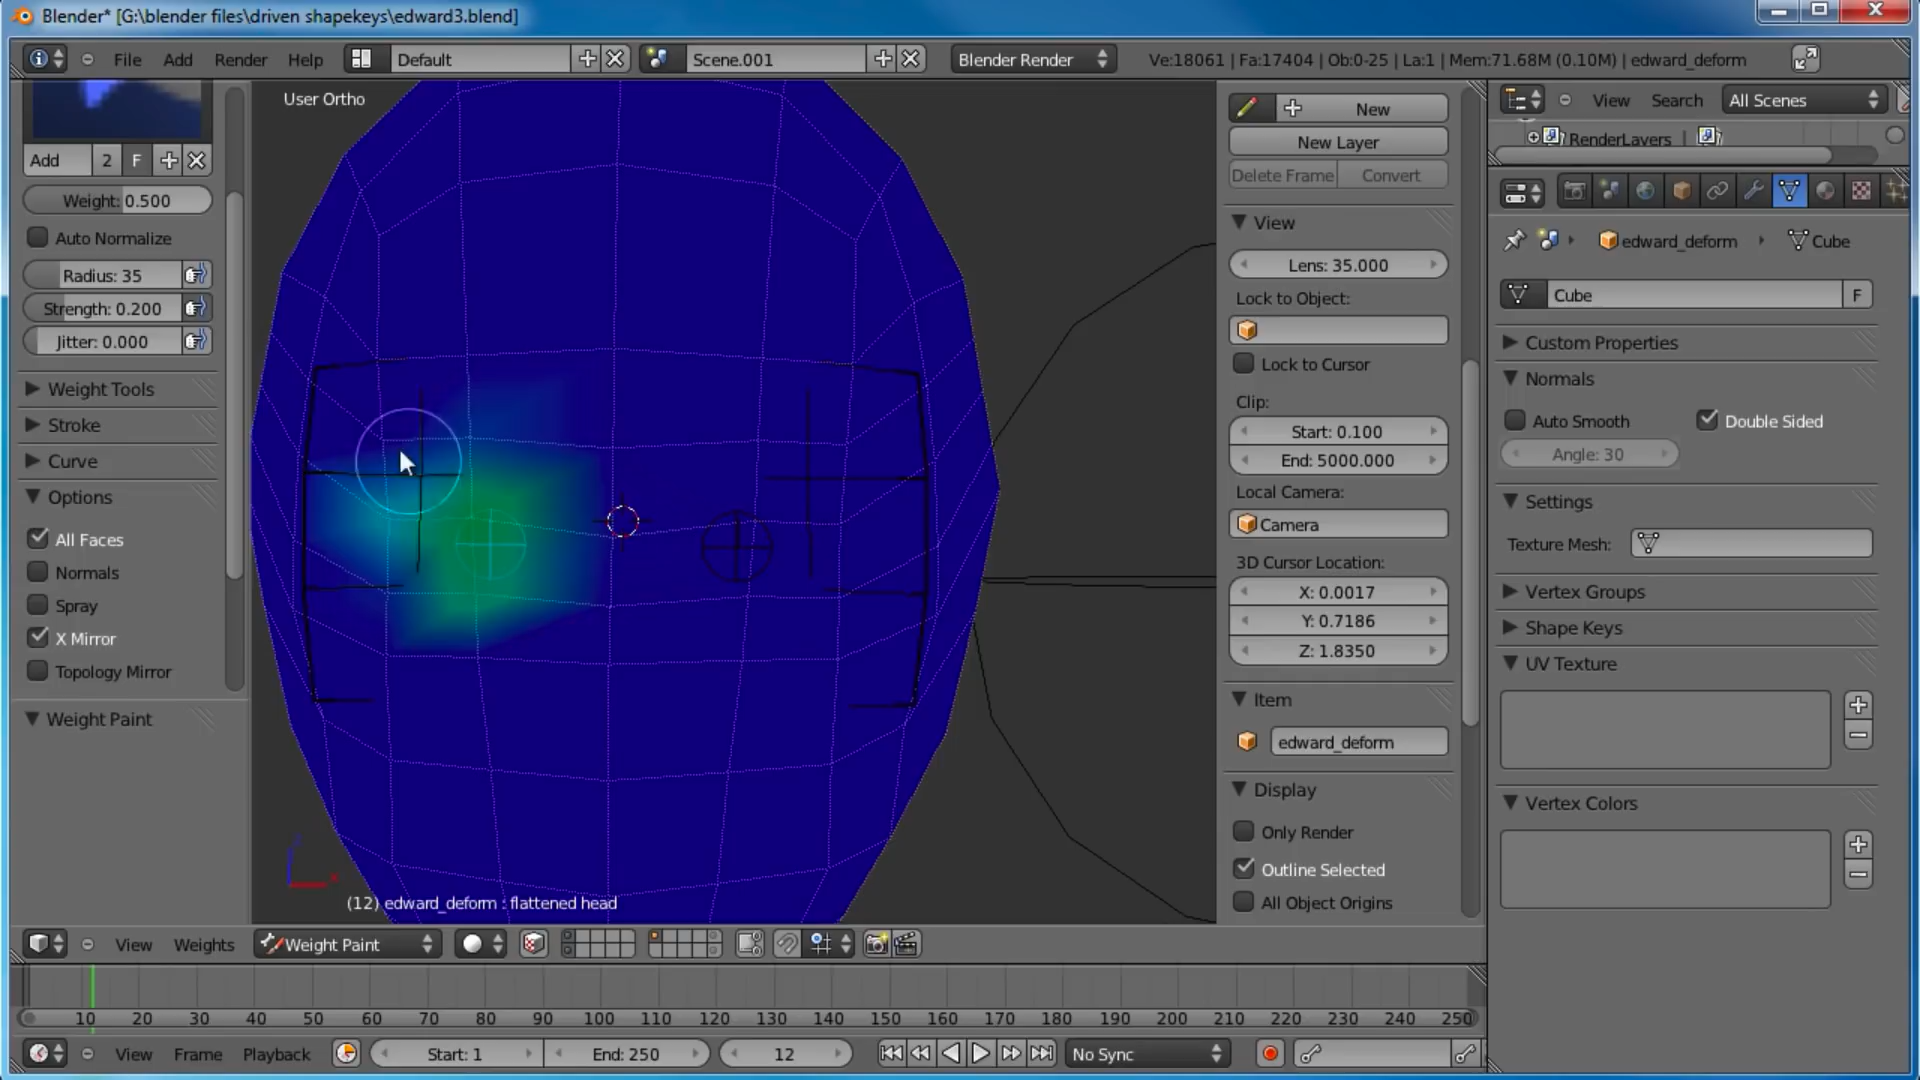 Blender* [G:\blender files\driven shapekeys\edward3.blend]
File Add Render Help Default Scene.001 Blender Render Ve:18061 | Fa:17404 | Ob:0-25 | La:1 | Mem:71.68M (0.10M) | edward_deform
User Ortho
Add 2 F
Weight: 0.500
Auto Normalize
Radius: 35
Strength: 0.200
Jitter: 0.000
Weight Tools
Stroke
Curve
Options
All Faces
Normals
Spray
X Mirror
Topology Mirror
Weight Paint
(12) edward_deform : flattened head
New
New Layer
Delete Frame Convert
View
Lens: 35.000
Lock to Object:
Lock to Cursor
Clip:
Start: 0.100
End: 5000.000
Local Camera:
Camera
3D Cursor Location:
X: 0.0017
Y: 0.7186
Z: 1.8350
Item
edward_deform
Display
Only Render
Outline Selected
All Object Origins
View Search All Scenes
RenderLayers |
edward_deform Cube
Cube F
Custom Properties
Normals
Auto Smooth Double Sided
Angle: 30
Settings
Texture Mesh:
Vertex Groups
Shape Keys
UV Texture
Vertex Colors
View Weights Weight Paint
10 20 30 40 50 60 70 80 90 100 110 120 130 140 150 160 170 180 190 200 210 220 230 240 250
View Frame Playback Start: 1 End: 250 12 No Sync